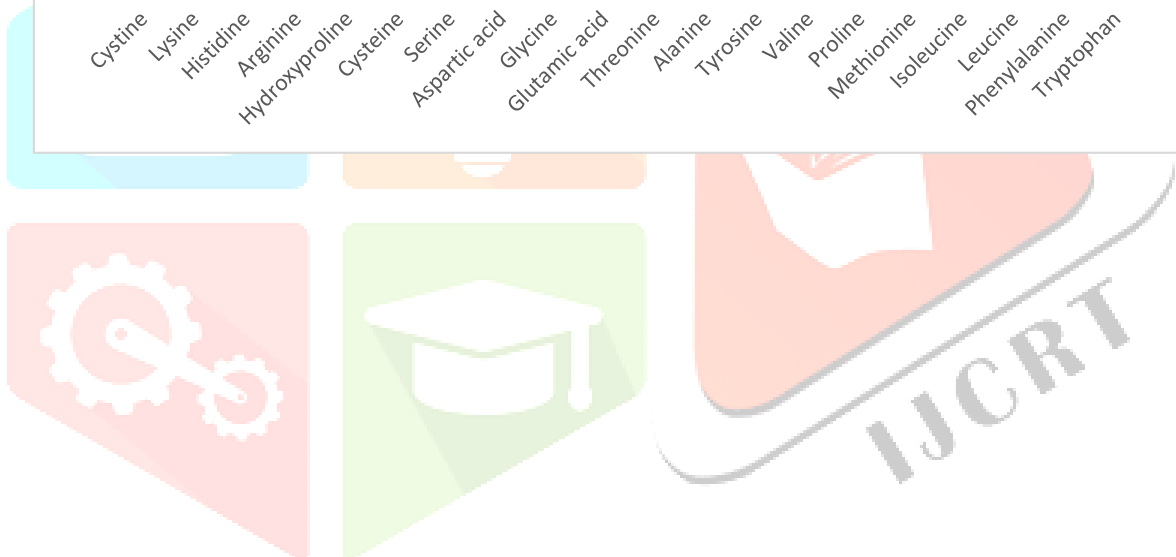 Cystine
Lysine
Histidine
Arginine
Hydroxyproline
Cysteine
Serine
Aspartic acid
Glycine
Glutamic acid
Threonine
Alanine
Tyrosine
Valine
Proline
Methionine
Isoleucine
Leucine
Phenylalanine
Tryptophan
IJCRT